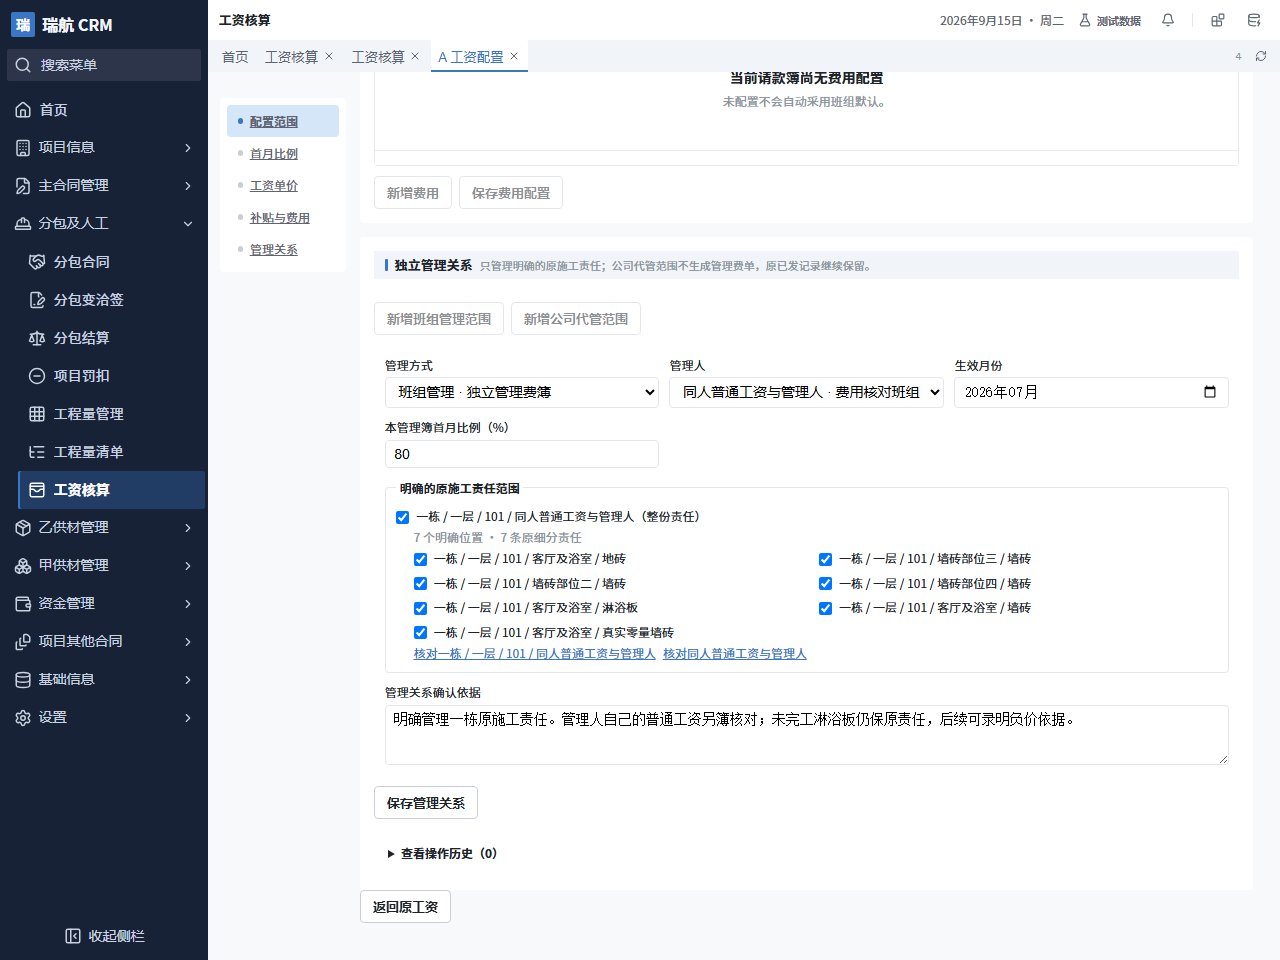 瑞 瑞航 CRM
搜索菜单
首页
项目信息
主合同管理
分包及人工
分包合同
分包变洽签
分包结算
项目罚扣
工程量管理
工程量清单
工资核算
乙供材管理
甲供材管理
资金管理
项目其他合同
基础信息
设置
收起侧栏
工资核算
2026年9月15日 · 周二 测试数据
首页 工资核算 × 工资核算 × A 工资配置 × 4
配置范围
首月比例
工资单价
补贴与费用
管理关系
当前请款簿尚无费用配置
未配置不会自动采用班组默认。
新增费用 保存费用配置
独立管理关系 只管理明确的原施工责任；公司代管范围不生成管理费单，原已发记录继续保留。
新增班组管理范围 新增公司代管范围
管理方式 管理人 生效月份
班组管理 · 独立管理费簿 同人普通工资与管理人 · 费用核对班组 2026年07月
本管理簿首月比例（%）
80
明确的原施工责任范围
一栋 / 一层 / 101 / 同人普通工资与管理人（整份责任）
7 个明确位置 · 7 条原细分责任
一栋 / 一层 / 101 / 客厅及浴室 / 地砖 一栋 / 一层 / 101 / 墙砖部位三 / 墙砖
一栋 / 一层 / 101 / 墙砖部位二 / 墙砖 一栋 / 一层 / 101 / 墙砖部位四 / 墙砖
一栋 / 一层 / 101 / 客厅及浴室 / 淋浴板 一栋 / 一层 / 101 / 客厅及浴室 / 墙砖
一栋 / 一层 / 101 / 客厅及浴室 / 真实零量墙砖
核对一栋 / 一层 / 101 / 同人普通工资与管理人 核对同人普通工资与管理人
管理关系确认依据
明确管理一栋原施工责任。管理人自己的普通工资另簿核对；未完工淋浴板仍保原责任，后续可录明负价依据。
保存管理关系
▶ 查看操作历史（0）
返回原工资